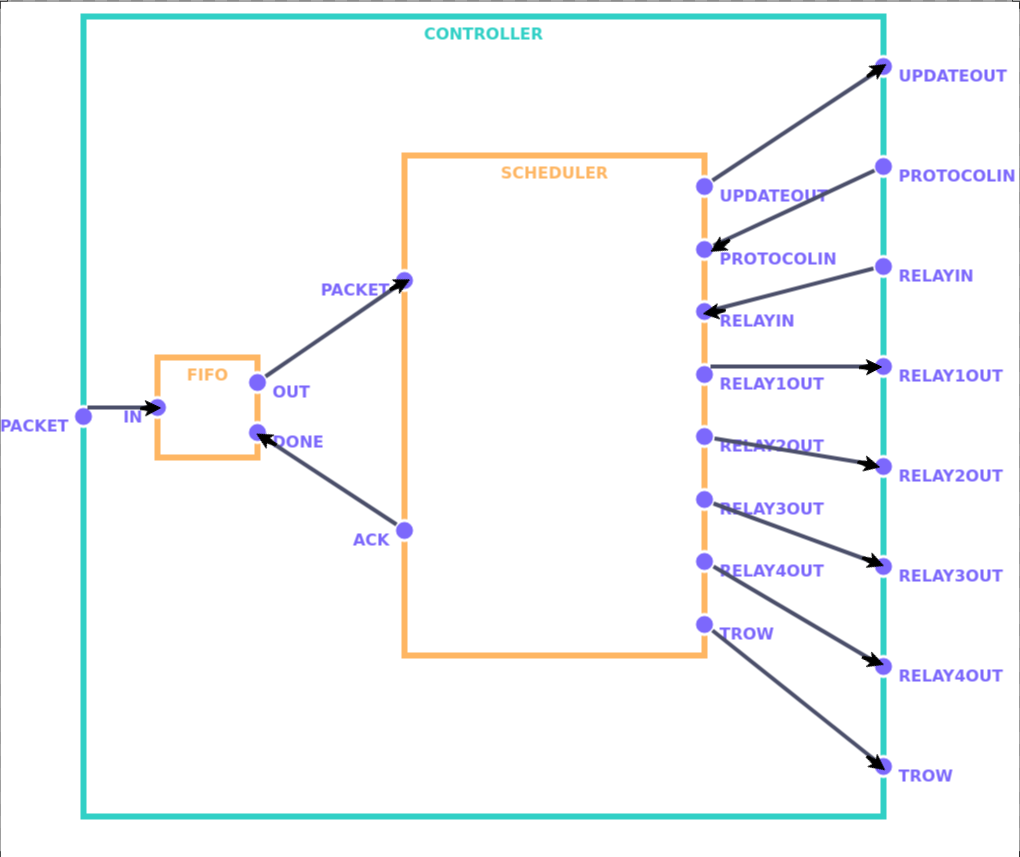 CONTROLLER
UPDATEOUT
SCHEDULER
PROTOCOLIN
UPDATEOUT
PROTOCOLIN
RELAYIN
PACKET
RELAYIN
FIFO
RELAY1OUT
RELAY1OUT
OUT
IN
PACKET
DONE
RELAY2OUT
RELAY2OUT
RELAY3OUT
ACK
RELAY4OUT
RELAY3OUT
TROW
RELAY4OUT
TROW